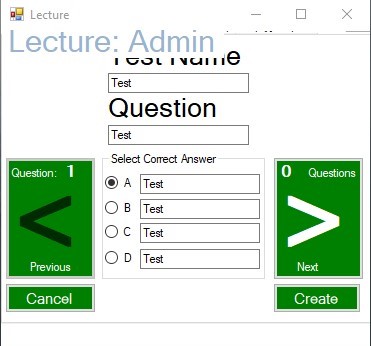 Lecture
Lecture: Admin
Test Name
Test
Question
Test
Select Correct Answer
A Test
B Test
C Test
D Test
Question: 1
<
Previous
0 Questions
>
Next
Cancel
Create